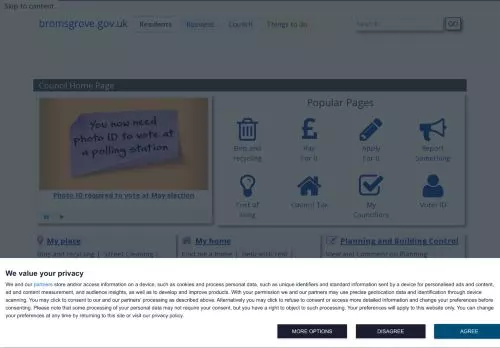 Skip to content
bromsgrove.gov.uk
Residents
Business
Council
Things to do
Search
GO
Council Home Page
You now need
photo ID to vote at
a polling station
Photo ID required to vote at May election
Popular Pages
Bins and
recycling
Pay
For It
Apply
For It
Report
Something
Cost of
living
Council Tax
My
Councillors
Voter ID
My place
My home
Planning and Building Control
Bins and recycling | Street Cleaning |
Find me a home | Help with rent |
View and Comment on Planning
We value your privacy
We and our partners store and/or access information on a device, such as cookies and process personal data, such as unique identifiers and standard information sent by a device for personalised ads and content,
ad and content measurement, and audience insights, as well as to develop and improve products. With your permission we and our partners may use precise geolocation data and identification through device
scanning. You may click to consent to our and our partners' processing as described above. Alternatively you may click to refuse to consent or access more detailed information and change your preferences before
consenting. Please note that some processing of your personal data may not require your consent, but you have a right to object to such processing. Your preferences will apply to this website only. You can change
your preferences at any time by returning to this site or visit our privacy policy.
MORE OPTIONS
DISAGREE
AGREE